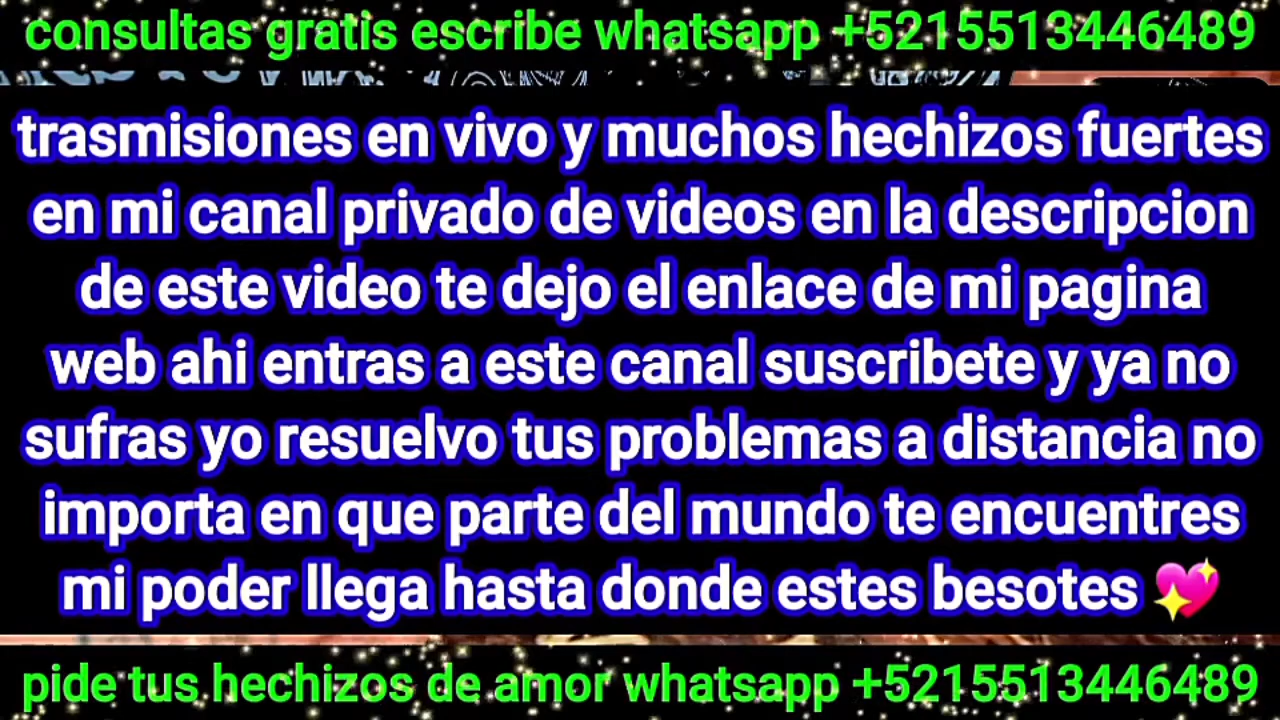 consultas gratis escribe whatsapp +5215513446489
trasmisiones en vivo y muchos hechizos fuertes
en mi canal privado de videos en la descripcion
de este video te dejo el enlace de mi pagina
web ahi entras a este canal suscribete y ya no
sufras yo resuelvo tus problemas a distancia no
importa en que parte del mundo te encuentres
mi poder llega hasta donde estes besotes 💖
pide tus hechizos de amor whatsapp +5215513446489